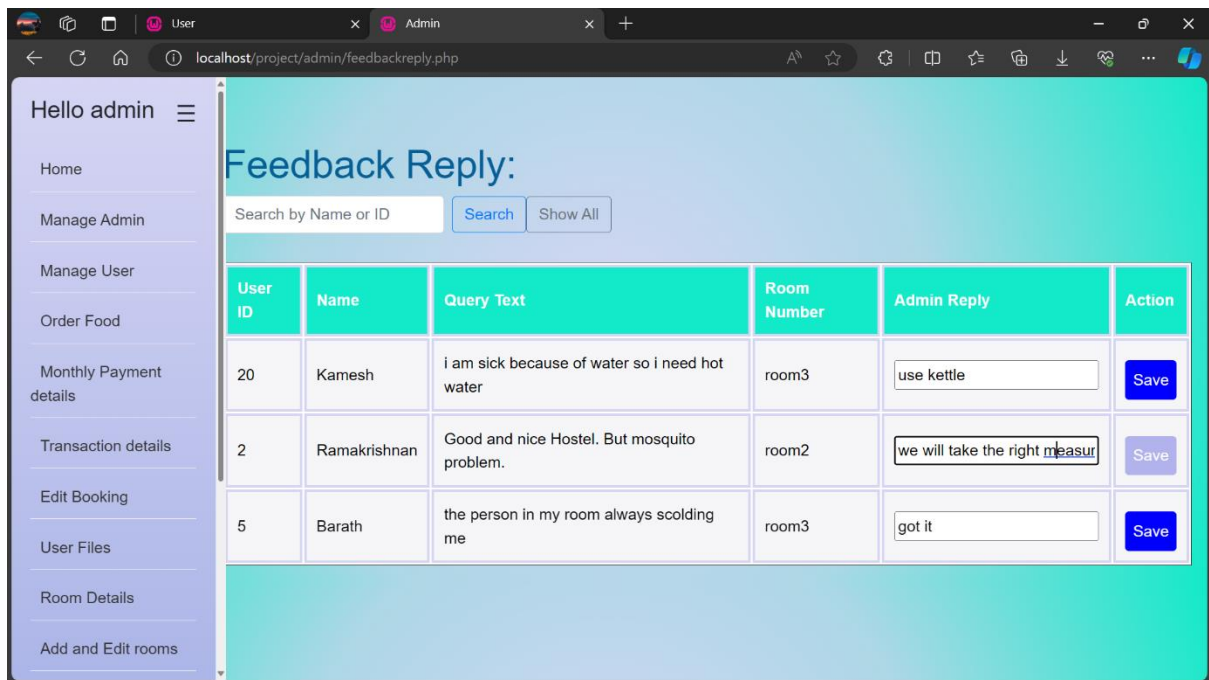 User
Admin
localhost/project/admin/feedbackreply.php
Hello admin
Home
Manage Admin
Manage User
Order Food
Monthly Payment
details
Transaction details
Edit Booking
User Files
Room Details
Add and Edit rooms
Feedback Reply:
Search by Name or ID Search Show All
User ID Name Query Text Room Number Admin Reply Action
20 Kamesh i am sick because of water so i need hot water room3 use kettle Save
2 Ramakrishnan Good and nice Hostel. But mosquito problem. room2 we will take the right measur Save
5 Barath the person in my room always scolding me room3 got it Save